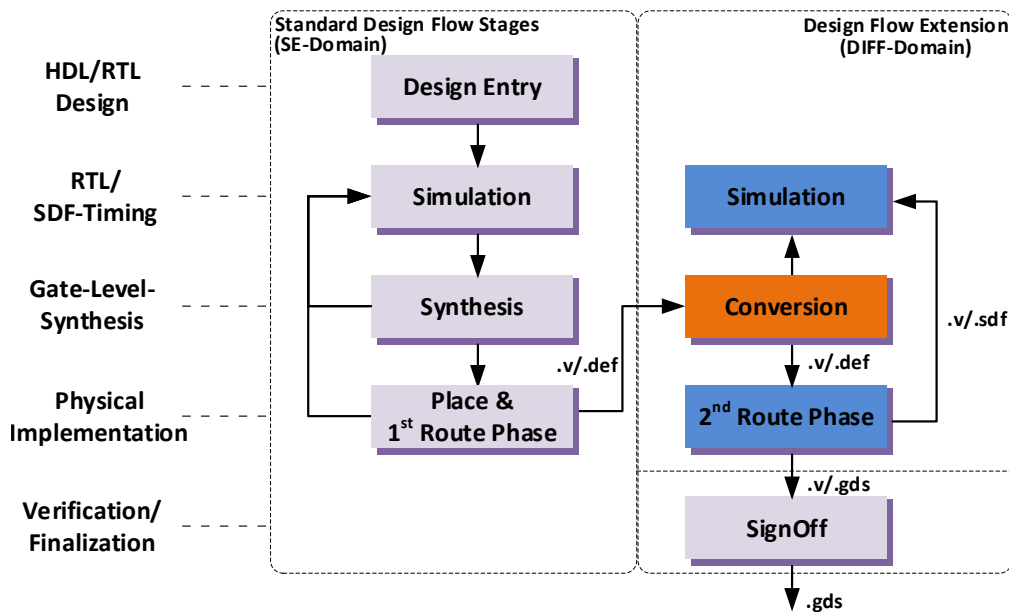 Standard Design Flow Stages
(SE-Domain)
Design Flow Extension
(DIFF-Domain)
HDL/RTL
Design
Design Entry
RTL/
SDF-Timing
Simulation
Simulation
Gate-Level-
Synthesis
Synthesis
Conversion
.v/.sdf
.v/.def
.v/.def
Physical
Implementation
Place &
1st Route Phase
2nd Route Phase
.v/.gds
Verification/
Finalization
SignOff
.gds